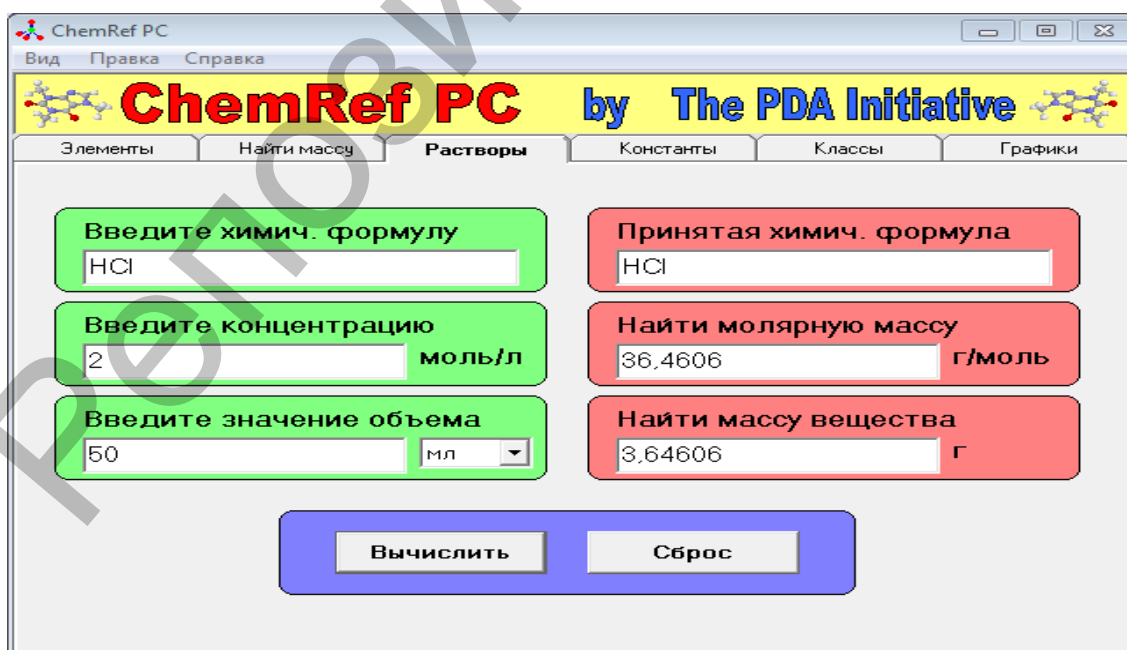 ChemRef PC
Вид Правка Справка
ChemRef PC by The PDA Initiative
Элементы Найти массу Растворы Константы Классы Графики
Введите химич. формулу
HCl
Принятая химич. формула
HCl
Введите концентрацию
2 моль/л
Найти молярную массу
36,4606 г/моль
Введите значение объема
50 мл
Найти массу вещества
3,64606 г
Вычислить Сброс
Репози